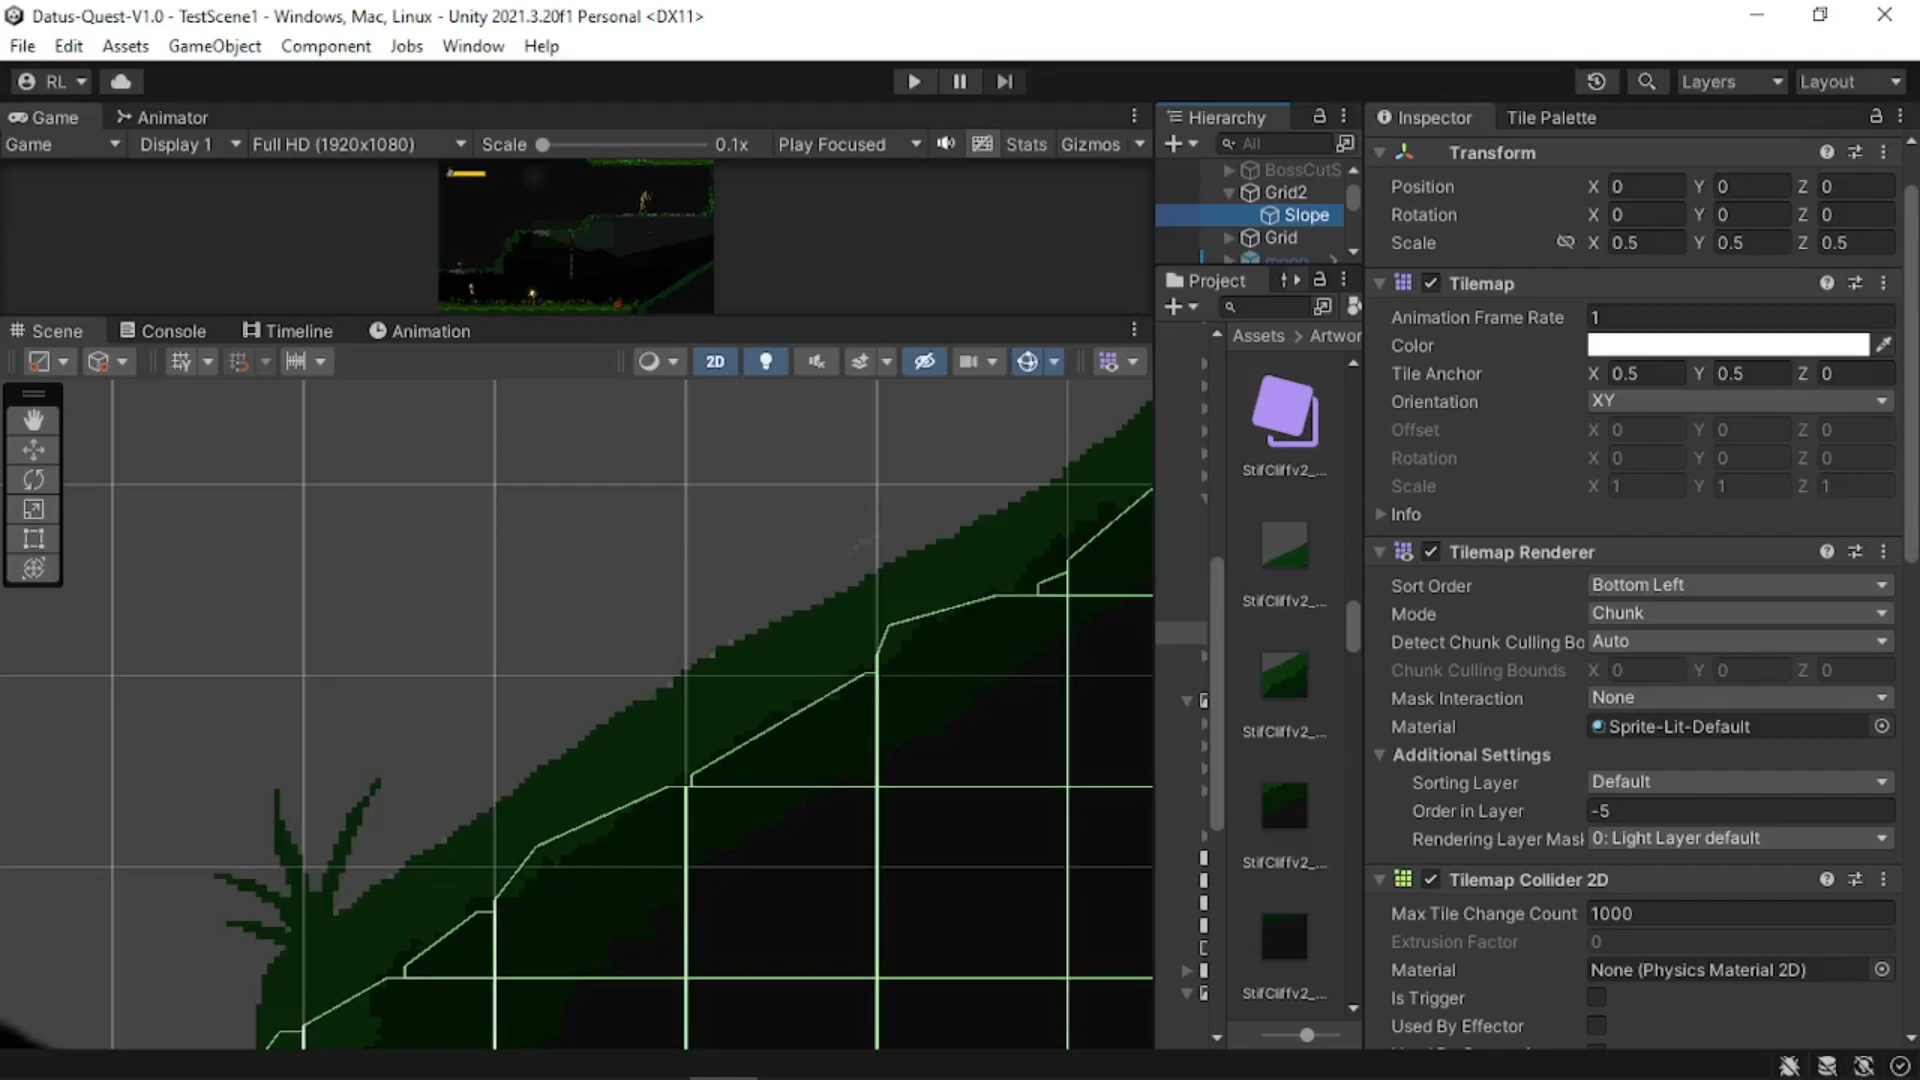 Datus-Quest-V1.0 - TestScene1 - Windows, Mac, Linux - Unity 2021.3.20f1 Personal <DX11>
File Edit Assets GameObject Component Jobs Window Help
RL Layers Layout
Game Animator
Game Display 1 Full HD (1920x1080) Scale 0.1x Play Focused Stats Gizmos
Scene Console Timeline Animation
2D
Hierarchy
All
BossCutS
Grid2
Slope
Grid
Project
Assets > Artwor
StifCliffv2_...
StifCliffv2_...
StifCliffv2_...
StifCliffv2_...
StifCliffv2_...
Inspector Tile Palette
Transform
Position X 0 Y 0 Z 0
Rotation X 0 Y 0 Z 0
Scale X 0.5 Y 0.5 Z 0.5
Tilemap
Animation Frame Rate 1
Color
Tile Anchor X 0.5 Y 0.5 Z 0
Orientation XY
Offset X 0 Y 0 Z 0
Rotation X 0 Y 0 Z 0
Scale X 1 Y 1 Z 1
Info
Tilemap Renderer
Sort Order Bottom Left
Mode Chunk
Detect Chunk Culling Bo Auto
Chunk Culling Bounds X 0 Y 0 Z 0
Mask Interaction None
Material Sprite-Lit-Default
Additional Settings
Sorting Layer Default
Order in Layer -5
Rendering Layer Mask 0: Light Layer default
Tilemap Collider 2D
Max Tile Change Count 1000
Extrusion Factor 0
Material None (Physics Material 2D)
Is Trigger
Used By Effector